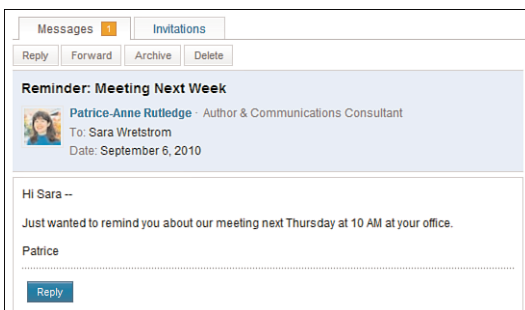 Messages 1 Invitations
Reply Forward Archive Delete
Reminder: Meeting Next Week
Patrice-Anne Rutledge · Author & Communications Consultant
To: Sara Wretstrom
Date: September 6, 2010
Hi Sara --
Just wanted to remind you about our meeting next Thursday at 10 AM at your office.
Patrice
Reply